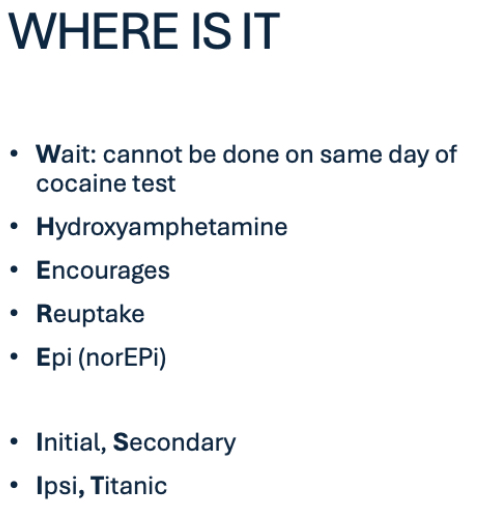 WHERE IS IT
• Wait: cannot be done on same day of
cocaine test
• Hydroxyamphetamine
• Encourages
• Reuptake
• Epi (norEPi)
• Initial, Secondary
• Ipsi, Titanic